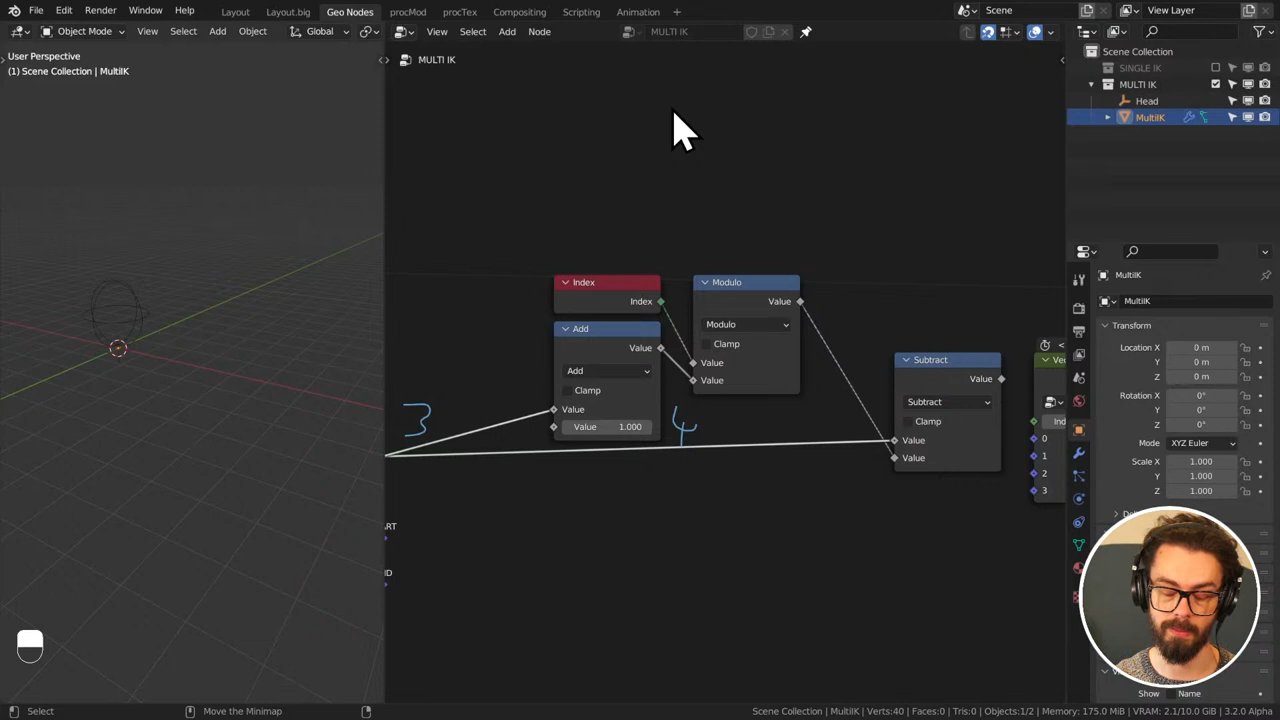 File Edit Render Window Help Layout Layout.big Geo Nodes procMod procTex Compositing Scripting Animation + Scene View Layer
Object Mode View Select Add Object Global View Select Add Node MULTI IK
User Perspective
(1) Scene Collection | MultiIK
MULTI IK
Scene Collection
SINGLE IK
MULTI IK
Head
MultiIK
Index
Index
Add
Value
Add
Clamp
Value
Value 1.000
Modulo
Value
Modulo
Clamp
Value
Value
Subtract
Value
Subtract
Clamp
Value
Value
Vec
Ind
0
1
2
3
3
4
ART
ND
MultiIK
MultiIK
Transform
Location X 0 m
Y 0 m
Z 0 m
Rotation X 0°
Y 0°
Z 0°
Mode XYZ Euler
Scale X 1.000
Y 1.000
Z 1.000
Show Name
Select Move the Minimap Scene Collection | MultiIK | Verts:40 | Faces:0 | Tris:0 | Objects:1/2 | Memory: 175.0 MiB | VRAM: 2.1/10.0 GiB | 3.2.0 Alpha